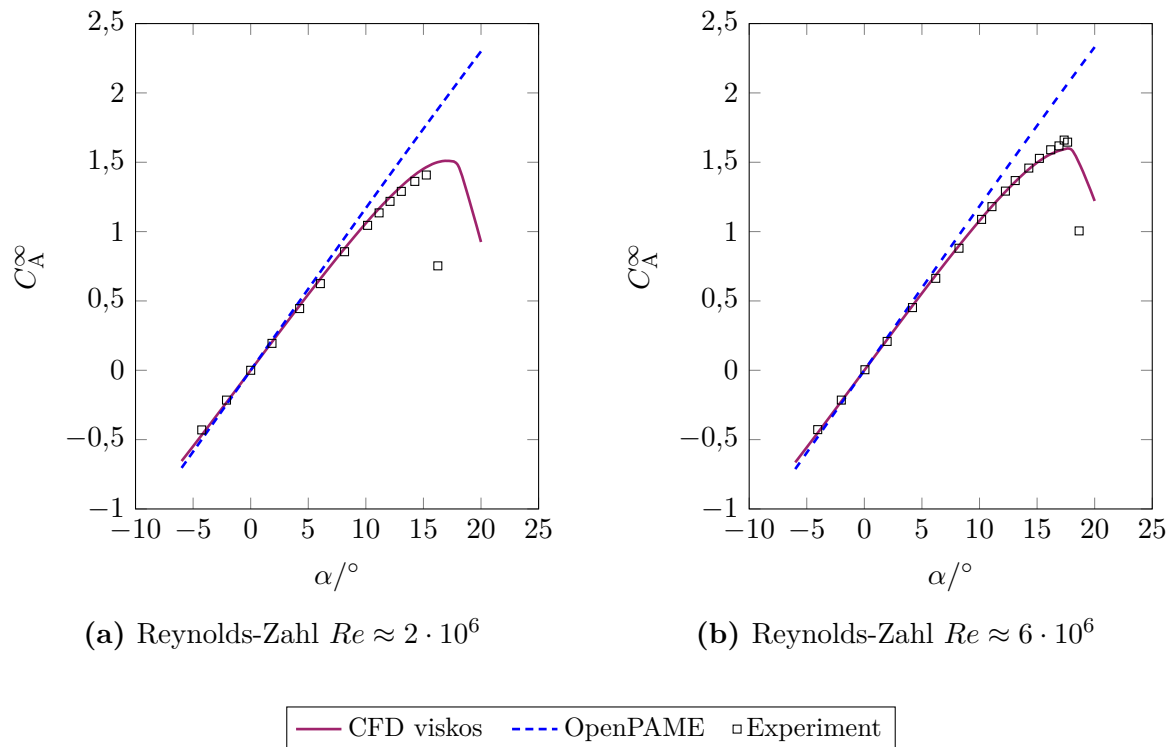 2,5
2
1,5
1
0,5
0
−0,5
−1
−10 −5 0 5 10 15 20 25
α/°
C_A^∞
(a) Reynolds-Zahl Re ≈ 2 · 10⁶
2,5
2
1,5
1
0,5
0
−0,5
−1
−10 −5 0 5 10 15 20 25
α/°
C_A^∞
(b) Reynolds-Zahl Re ≈ 6 · 10⁶
CFD viskos OpenPAME Experiment